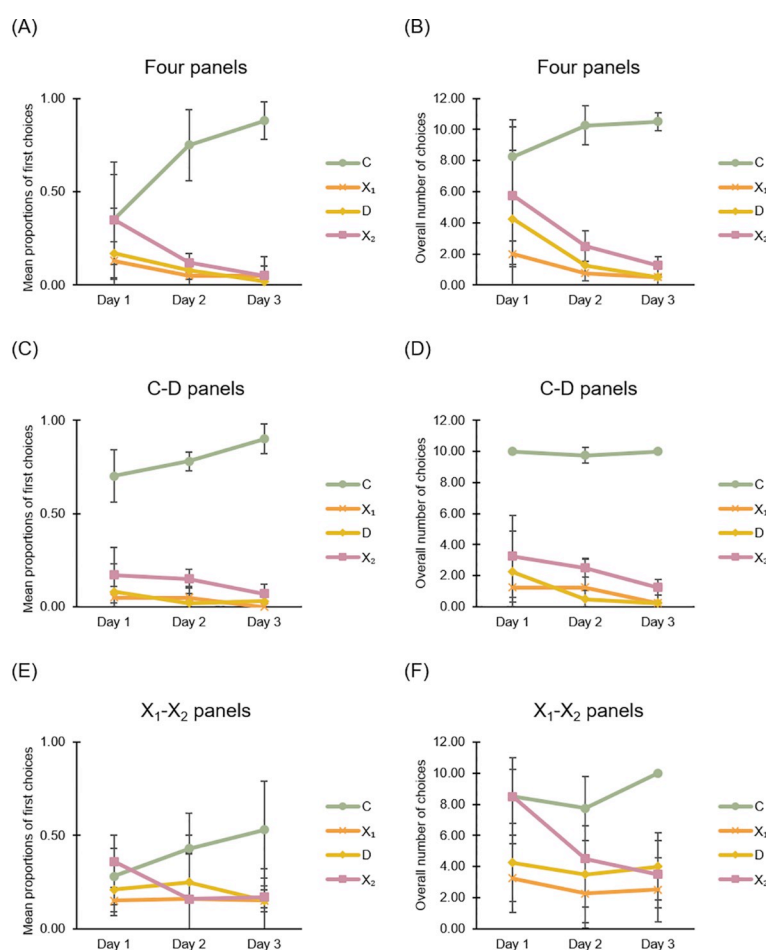 (A)
Four panels
Mean proportions of first choices
1.00
0.50
0.00
Day 1 Day 2 Day 3
C
X₁
D
X₂
(B)
Four panels
Overall number of choices
12.00
10.00
8.00
6.00
4.00
2.00
0.00
Day 1 Day 2 Day 3
C
X₁
D
X₂
(C)
C-D panels
Mean proportions of first choices
1.00
0.50
0.00
Day 1 Day 2 Day 3
C
X₁
D
X₂
(D)
C-D panels
Overall number of choices
12.00
10.00
8.00
6.00
4.00
2.00
0.00
Day 1 Day 2 Day 3
C
X₁
D
X₂
(E)
X₁-X₂ panels
Mean proportions of first choices
1.00
0.50
0.00
Day 1 Day 2 Day 3
C
X₁
D
X₂
(F)
X₁-X₂ panels
Overall number of choices
12.00
10.00
8.00
6.00
4.00
2.00
0.00
Day 1 Day 2 Day 3
C
X₁
D
X₂